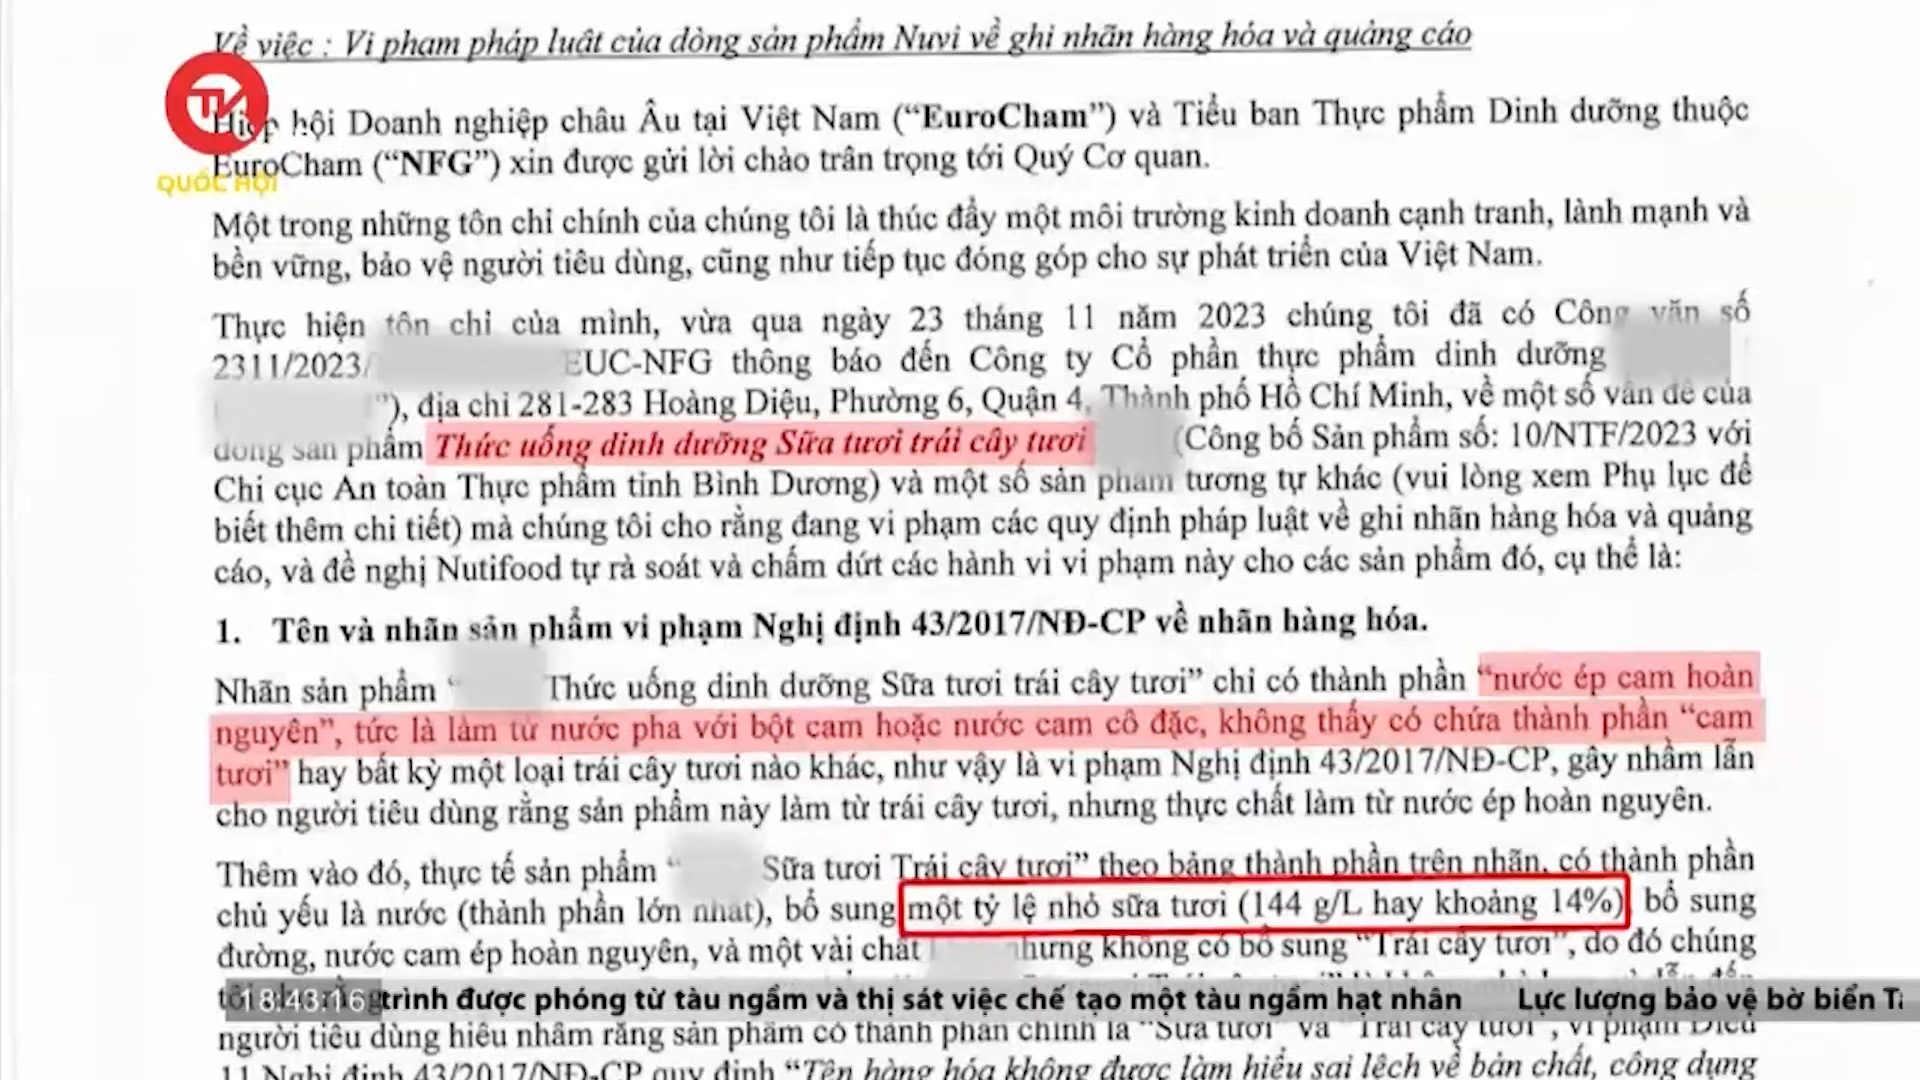 Về việc : Vi phạm pháp luật của dòng sản phẩm Nuvi về ghi nhãn hàng hóa và quảng cáo
QUỐC HỘI
Hiệp hội Doanh nghiệp châu Âu tại Việt Nam (“EuroCham”) và Tiểu ban Thực phẩm Dinh dưỡng thuộc
EuroCham (“NFG”) xin được gửi lời chào trân trọng tới Quý Cơ quan.
Một trong những tôn chỉ chính của chúng tôi là thúc đẩy một môi trường kinh doanh cạnh tranh, lành mạnh và
bền vững, bảo vệ người tiêu dùng, cũng như tiếp tục đóng góp cho sự phát triển của Việt Nam.
Thực hiện tôn chỉ của mình, vừa qua ngày 23 tháng 11 năm 2023 chúng tôi đã có Công văn số
2311/2023/ EUC-NFG thông báo đến Công ty Cổ phần thực phẩm dinh dưỡng
”), địa chỉ 281-283 Hoàng Diệu, Phường 6, Quận 4, Thành phố Hồ Chí Minh, về một số vấn đề của
dòng sản phẩm Thức uống dinh dưỡng Sữa tươi trái cây tươi (Công bố Sản phẩm số: 10/NTF/2023 với
Chi cục An toàn Thực phẩm tỉnh Bình Dương) và một số sản phẩm tương tự khác (vui lòng xem Phụ lục để
biết thêm chi tiết) mà chúng tôi cho rằng đang vi phạm các quy định pháp luật về ghi nhãn hàng hóa và quảng
cáo, và đề nghị Nutifood tự rà soát và chấm dứt các hành vi vi phạm này cho các sản phẩm đó, cụ thể là:
1. Tên và nhãn sản phẩm vi phạm Nghị định 43/2017/NĐ-CP về nhãn hàng hóa.
Nhãn sản phẩm “ Thức uống dinh dưỡng Sữa tươi trái cây tươi” chỉ có thành phần “nước ép cam hoàn
nguyên”, tức là làm từ nước pha với bột cam hoặc nước cam cô đặc, không thấy có chứa thành phần “cam
tươi” hay bất kỳ một loại trái cây tươi nào khác, như vậy là vi phạm Nghị định 43/2017/NĐ-CP, gây nhầm lẫn
cho người tiêu dùng rằng sản phẩm này làm từ trái cây tươi, nhưng thực chất làm từ nước ép hoàn nguyên.
Thêm vào đó, thực tế sản phẩm “ Sữa tươi Trái cây tươi” theo bảng thành phần trên nhãn, có thành phần
chủ yếu là nước (thành phần lớn nhất), bổ sung một tỷ lệ nhỏ sữa tươi (144 g/L hay khoảng 14%), bổ sung
đường, nước cam ép hoàn nguyên, và một vài chất nhưng không có bổ sung “Trái cây tươi”, do đó chúng
18:43:16 trình được phóng từ tàu ngầm và thị sát việc chế tạo một tàu ngầm hạt nhân Lực lượng bảo vệ bờ biển
người tiêu dùng hiểu nhầm rằng sản phẩm có thành phần chính là “Sữa tươi” và “Trái cây tươi”, vi phạm Điều
11 Nghị định 43/2017/NĐ-CP quy định “Tên hàng hóa không được làm hiểu sai lệch về bản chất, công dụng